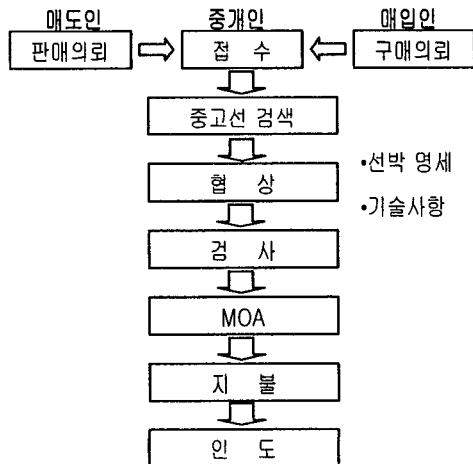 매도인 중개인 매입인
판매의뢰 접 수 구매의뢰
중고선 검색
•선박 명세
협 상
•기술사항
검 사
MOA
지 불
인 도